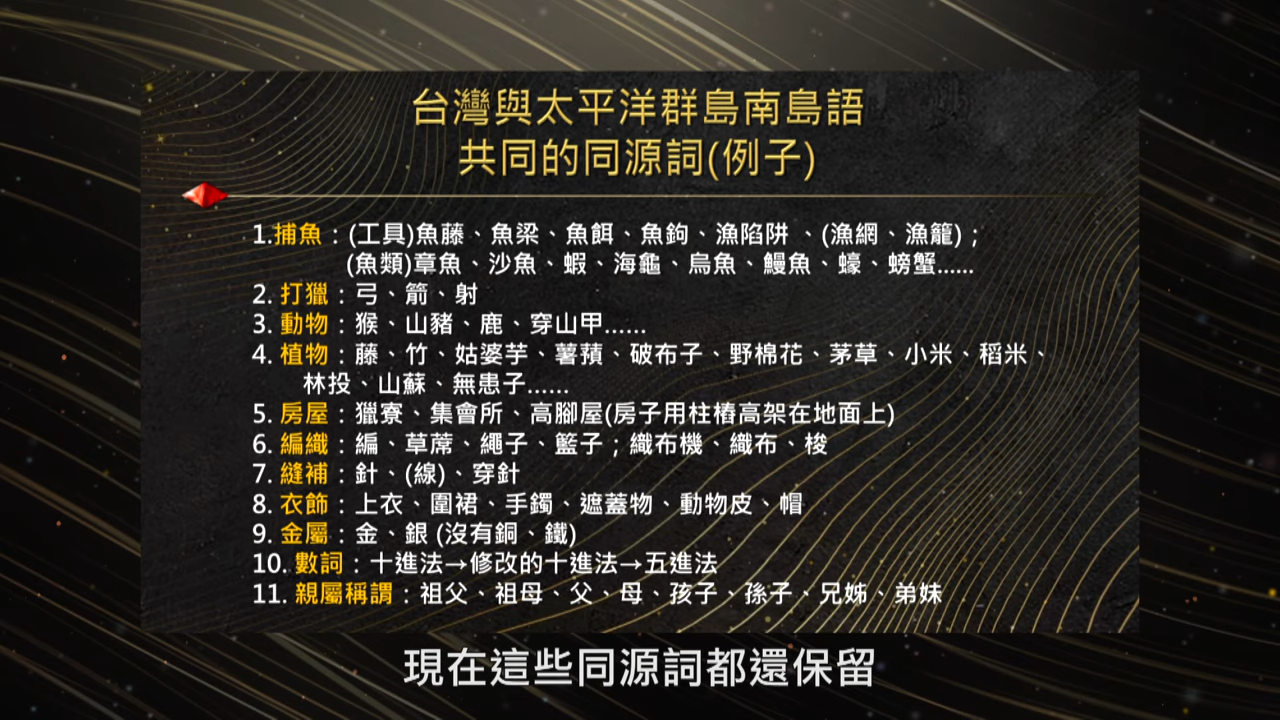 台灣與太平洋群島南島語
共同的同源詞(例子)
1.捕魚：(工具)魚藤、魚梁、魚餌、魚鉤、漁陷阱 、(漁網、漁籠)；
(魚類)章魚、沙魚、蝦、海龜、烏魚、鰻魚、蠔、螃蟹......
2. 打獵：弓、箭、射
3. 動物：猴、山豬、鹿、穿山甲......
4. 植物：藤、竹、姑婆芋、薯蕷、破布子、野棉花、茅草、小米、稻米、
林投、山蘇、無患子......
5. 房屋：獵寮、集會所、高腳屋(房子用柱樁高架在地面上)
6. 編織：編、草蓆、繩子、籃子；織布機、織布、梭
7. 縫補：針、(線)、穿針
8. 衣飾：上衣、圍裙、手鐲、遮蓋物、動物皮、帽
9. 金屬：金、銀 (沒有銅、鐵)
10. 數詞：十進法→修改的十進法→五進法
11. 親屬稱謂：祖父、祖母、父、母、孩子、孫子、兄姊、弟妹
現在這些同源詞都還保留